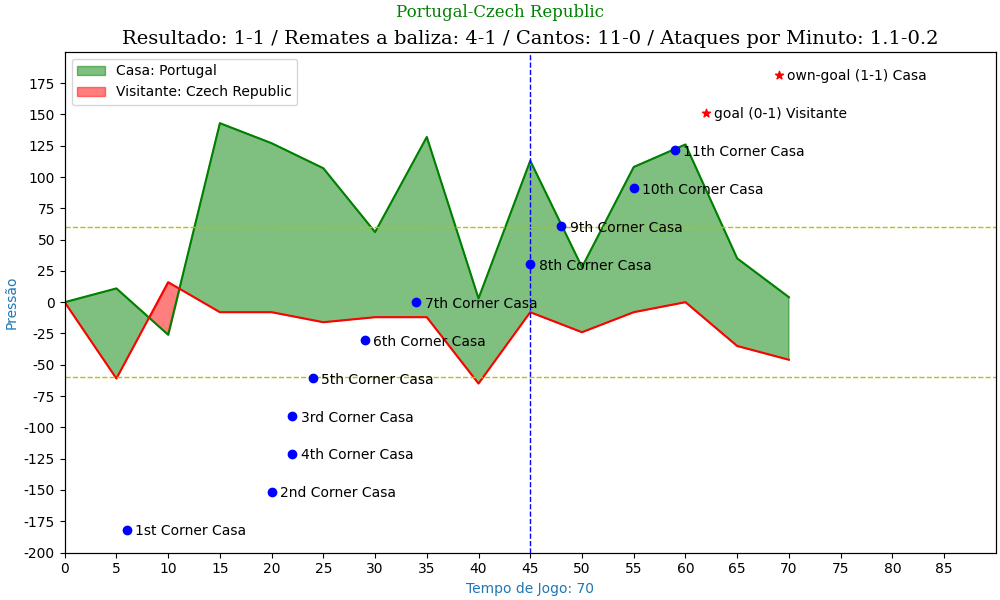 Portugal-Czech Republic
Resultado: 1-1 / Remates a baliza: 4-1 / Cantos: 11-0 / Ataques por Minuto: 1.1-0.2
Casa: Portugal
Visitante: Czech Republic
own-goal (1-1) Casa
goal (0-1) Visitante
11th Corner Casa
10th Corner Casa
9th Corner Casa
8th Corner Casa
7th Corner Casa
6th Corner Casa
5th Corner Casa
3rd Corner Casa
4th Corner Casa
2nd Corner Casa
1st Corner Casa
175
150
125
100
75
50
25
0
-25
-50
-75
-100
-125
-150
-175
-200
Pressão
0 5 10 15 20 25 30 35 40 45 50 55 60 65 70 75 80 85
Tempo de Jogo: 70